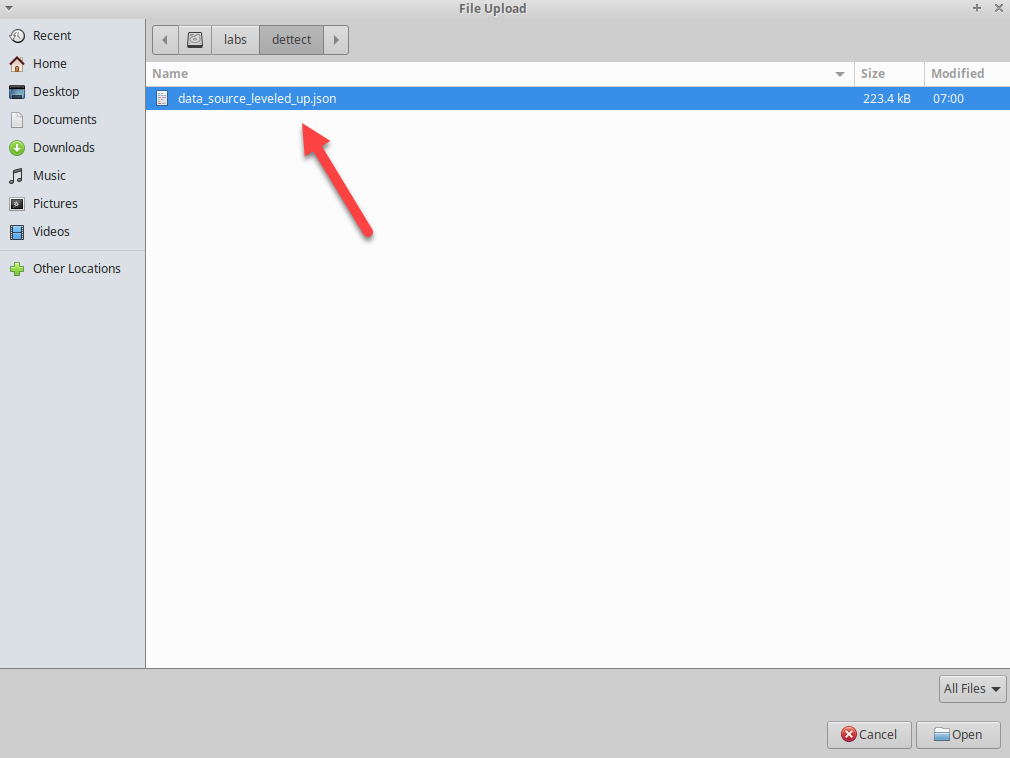 File Upload
Recent
Home
Desktop
Documents
Downloads
Music
Pictures
Videos
Other Locations
labs dettect
Name Size Modified
data_source_leveled_up.json 223.4 kB 07:00
All Files
Cancel Open